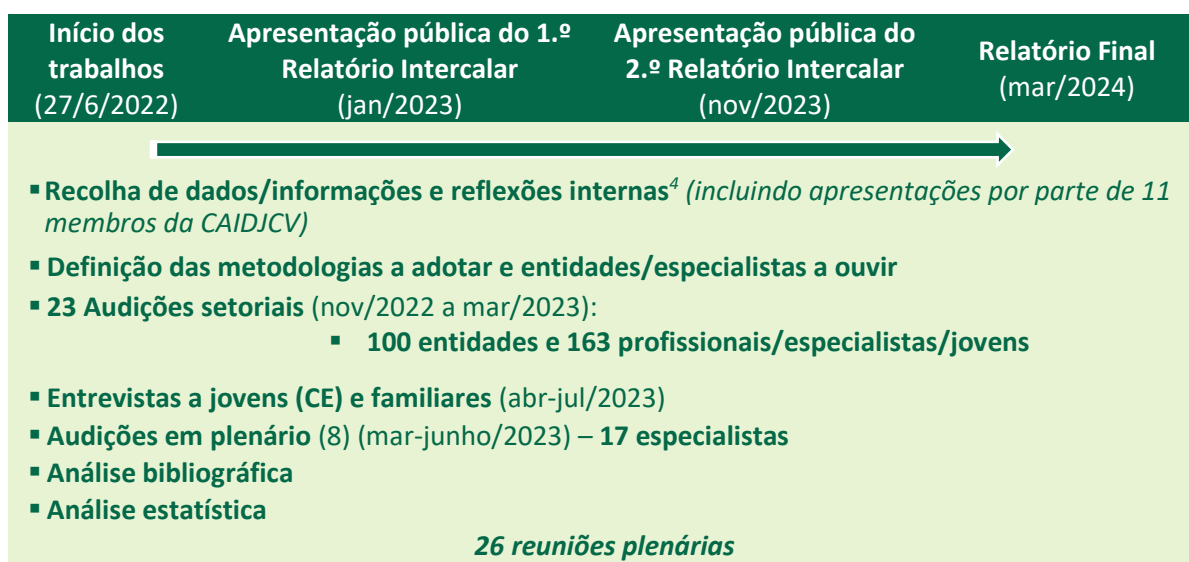 Início dos trabalhos (27/6/2022)
Apresentação pública do 1.º Relatório Intercalar (jan/2023)
Apresentação pública do 2.º Relatório Intercalar (nov/2023)
Relatório Final (mar/2024)
▪ Recolha de dados/informações e reflexões internas4 (incluindo apresentações por parte de 11
membros da CAIDJCV)
▪ Definição das metodologias a adotar e entidades/especialistas a ouvir
▪ 23 Audições setoriais (nov/2022 a mar/2023):
▪ 100 entidades e 163 profissionais/especialistas/jovens
▪ Entrevistas a jovens (CE) e familiares (abr-jul/2023)
▪ Audições em plenário (8) (mar-junho/2023) – 17 especialistas
▪ Análise bibliográfica
▪ Análise estatística
26 reuniões plenárias